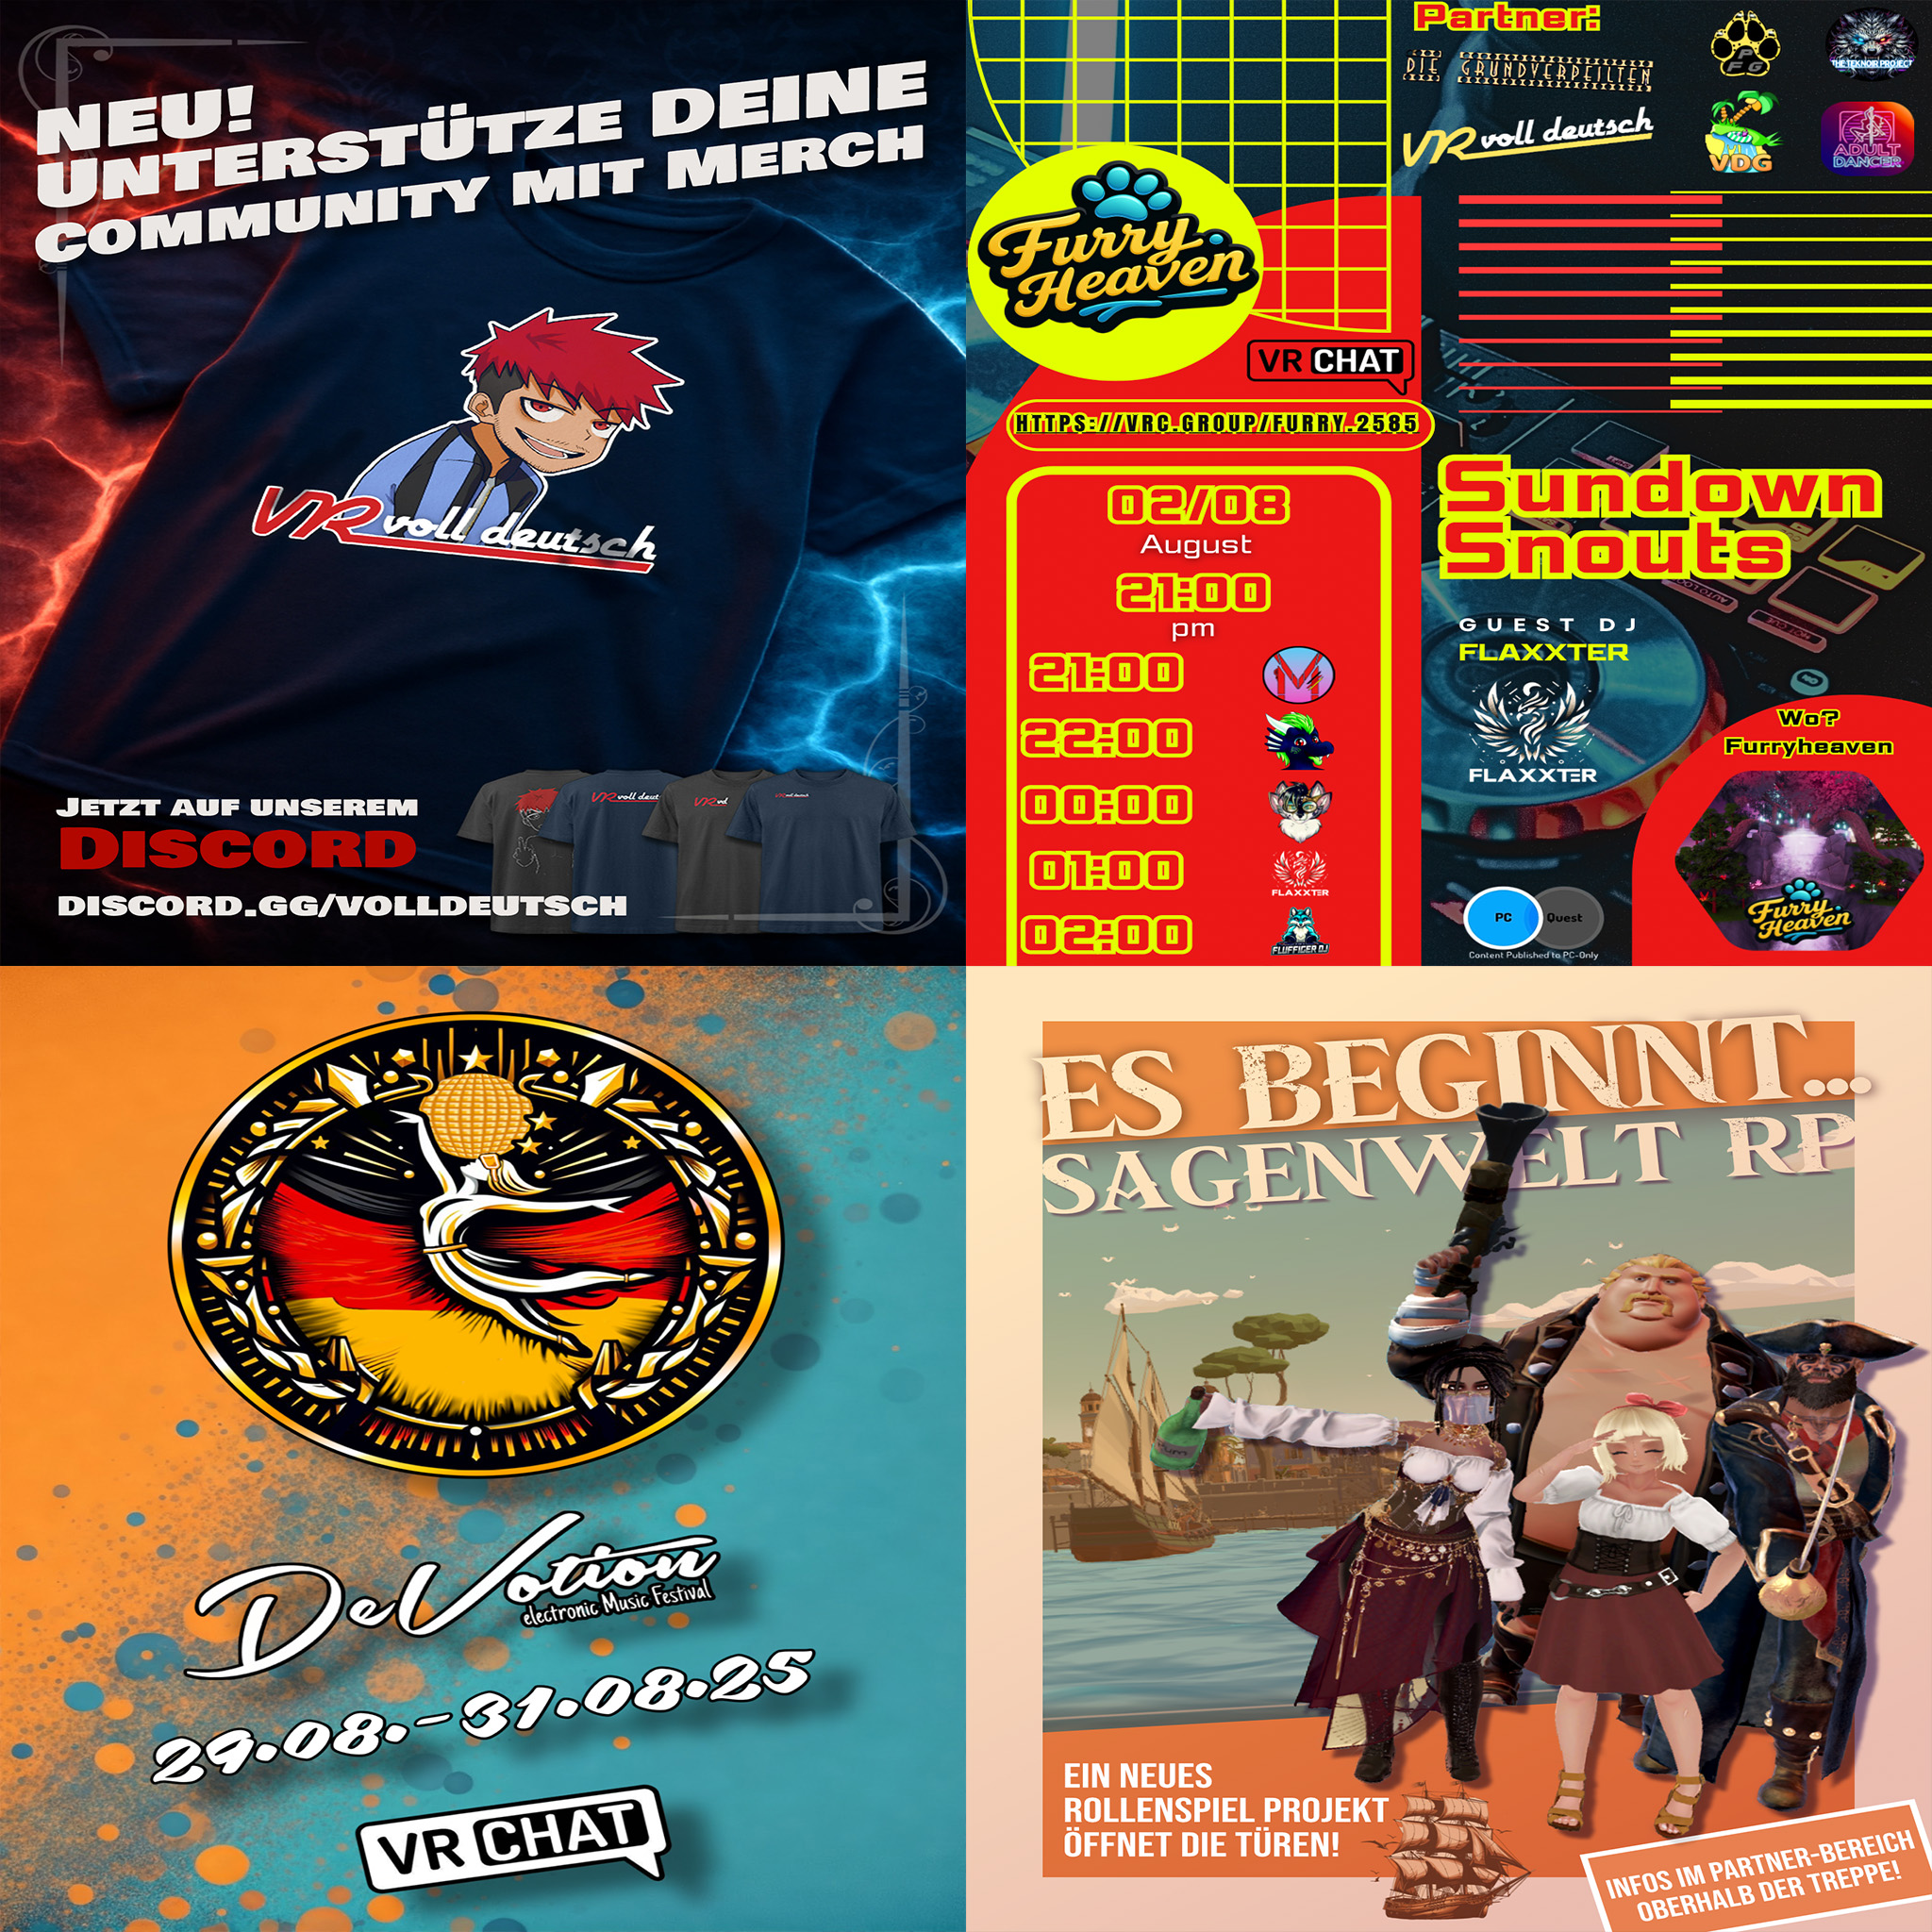 NEU!
UNTERSTÜTZE DEINE
COMMUNITY MIT MERCH
VR voll deutsch
JETZT AUF UNSEREM
DISCORD
DISCORD.GG/VOLLDEUTSCH
Partner:
DIE GRUNDVERPEILTEN
PFG
THE TEKNOIR PROJECT
VR voll deutsch
VDG
ADULT
DANCER
Furry
Heaven
VRCHAT
HTTPS://VRC.GROUP/FURRY.2585
02/08
August
21:00
pm
21:00
22:00
00:00
01:00
FLAXXTER
02:00
FLUFFIGER DJ
Sundown
Snouts
GUEST DJ
FLAXXTER
FLAXXTER
Wo?
Furryheaven
Furry
Heaven
PC
Quest
Content Published to PC-Only
DeVotion
electronic Music Festival
29.08.-31.08.25
VRCHAT
ES BEGINNT...
SAGENWELT RP
EIN NEUES
ROLLENSPIEL PROJEKT
ÖFFNET DIE TÜREN!
INFOS IM PARTNER-BEREICH
OBERHALB DER TREPPE!